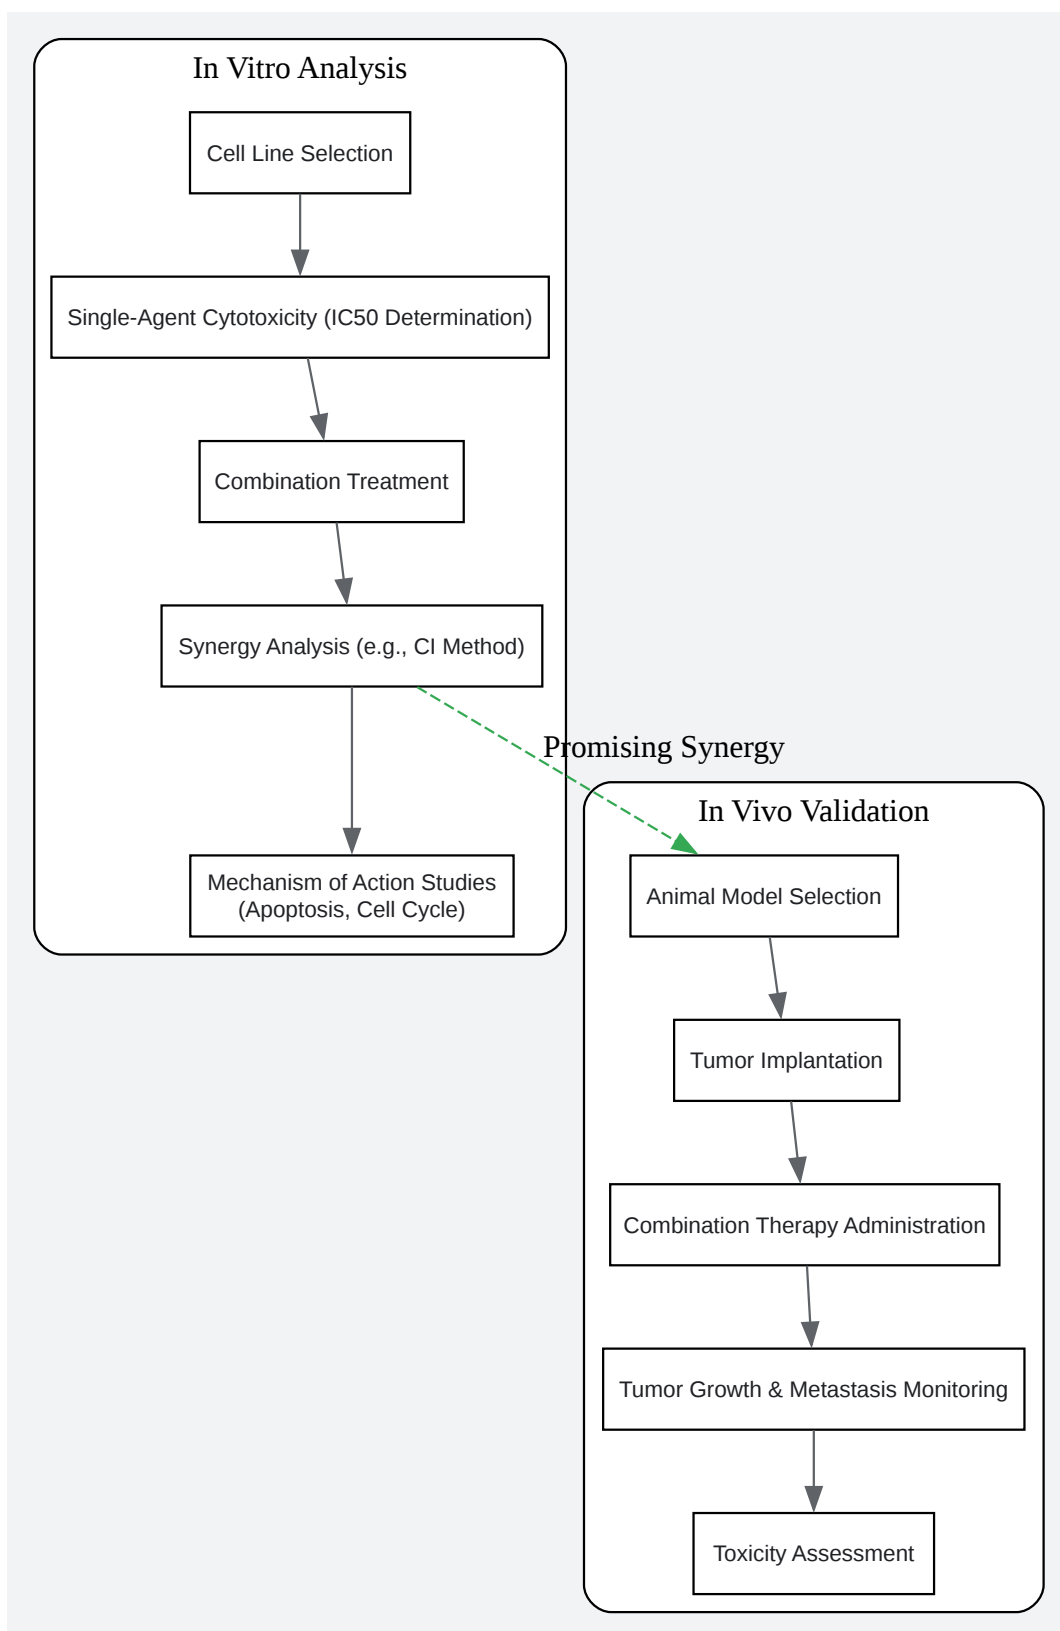 In Vitro Analysis
Cell Line Selection
Single-Agent Cytotoxicity (IC50 Determination)
Combination Treatment
Synergy Analysis (e.g., CI Method)
Mechanism of Action Studies
(Apoptosis, Cell Cycle)
Promising Synergy
In Vivo Validation
Animal Model Selection
Tumor Implantation
Combination Therapy Administration
Tumor Growth & Metastasis Monitoring
Toxicity Assessment